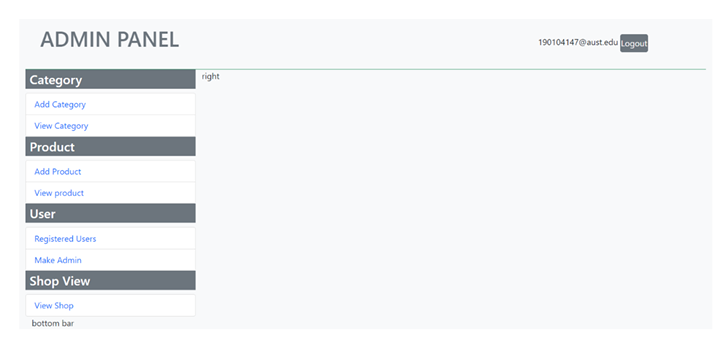 ADMIN PANEL
190104147@aust.edu Logout
Category
right
Add Category
View Category
Product
Add Product
View product
User
Registered Users
Make Admin
Shop View
View Shop
bottom bar